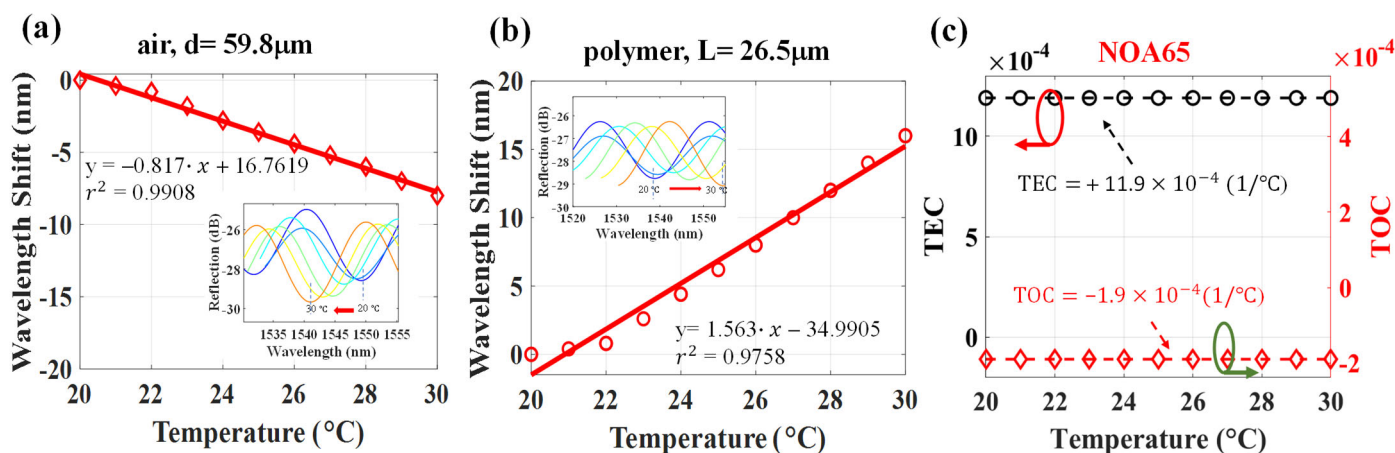 (a)
air, d= 59.8μm
Wavelength Shift (nm)
0
-5
-10
-15
-20
y = −0.817· x + 16.7619
r² = 0.9908
Reflection (dB)
-26
-28
-30
30 ℃
20 ℃
1535
1540
1545
1550
1555
Wavelength (nm)
20
22
24
26
28
30
Temperature (°C)
(b)
polymer, L= 26.5μm
Wavelength Shift (nm)
20
15
10
5
0
Reflection (dB)
-26
-27
-28
-29
20 ℃
30 ℃
1520
1530
1540
1550
Wavelength (nm)
y= 1.563· x − 34.9905
r² = 0.9758
20
22
24
26
28
30
Temperature (°C)
(c)
×10⁻⁴
NOA65
×10⁻⁴
TEC
10
5
0
TEC = + 11.9 × 10⁻⁴ (1/℃)
TOC = −1.9 × 10⁻⁴(1/℃)
4
2
0
-2
TOC
20
22
24
26
28
30
Temperature (°C)